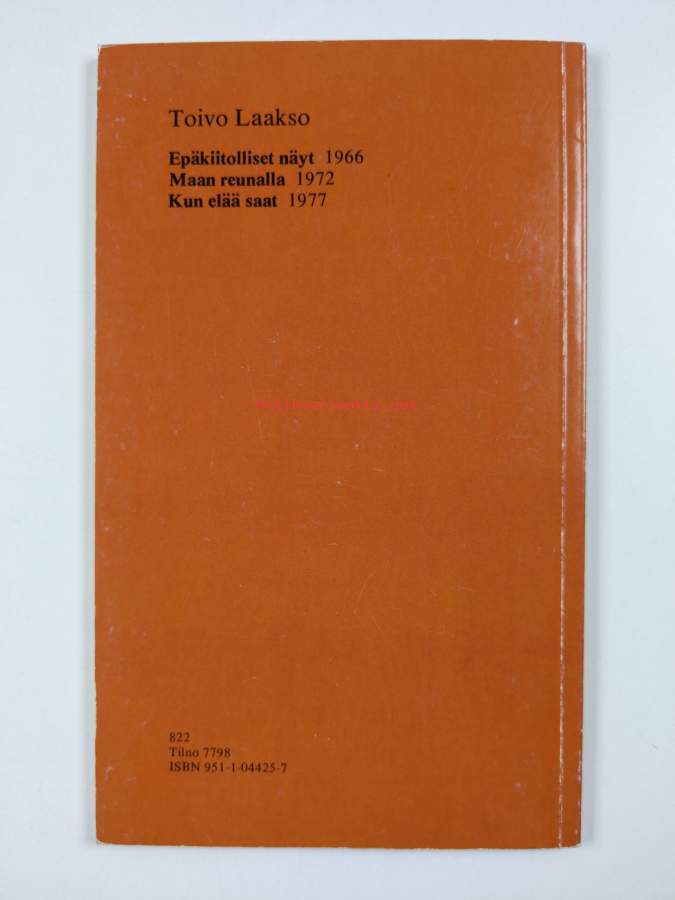 Toivo Laakso
Epäkiitolliset näyt 1966
Maan reunalla 1972
Kun elää saat 1977
822
Tilno 7798
ISBN 951-1-04425-7